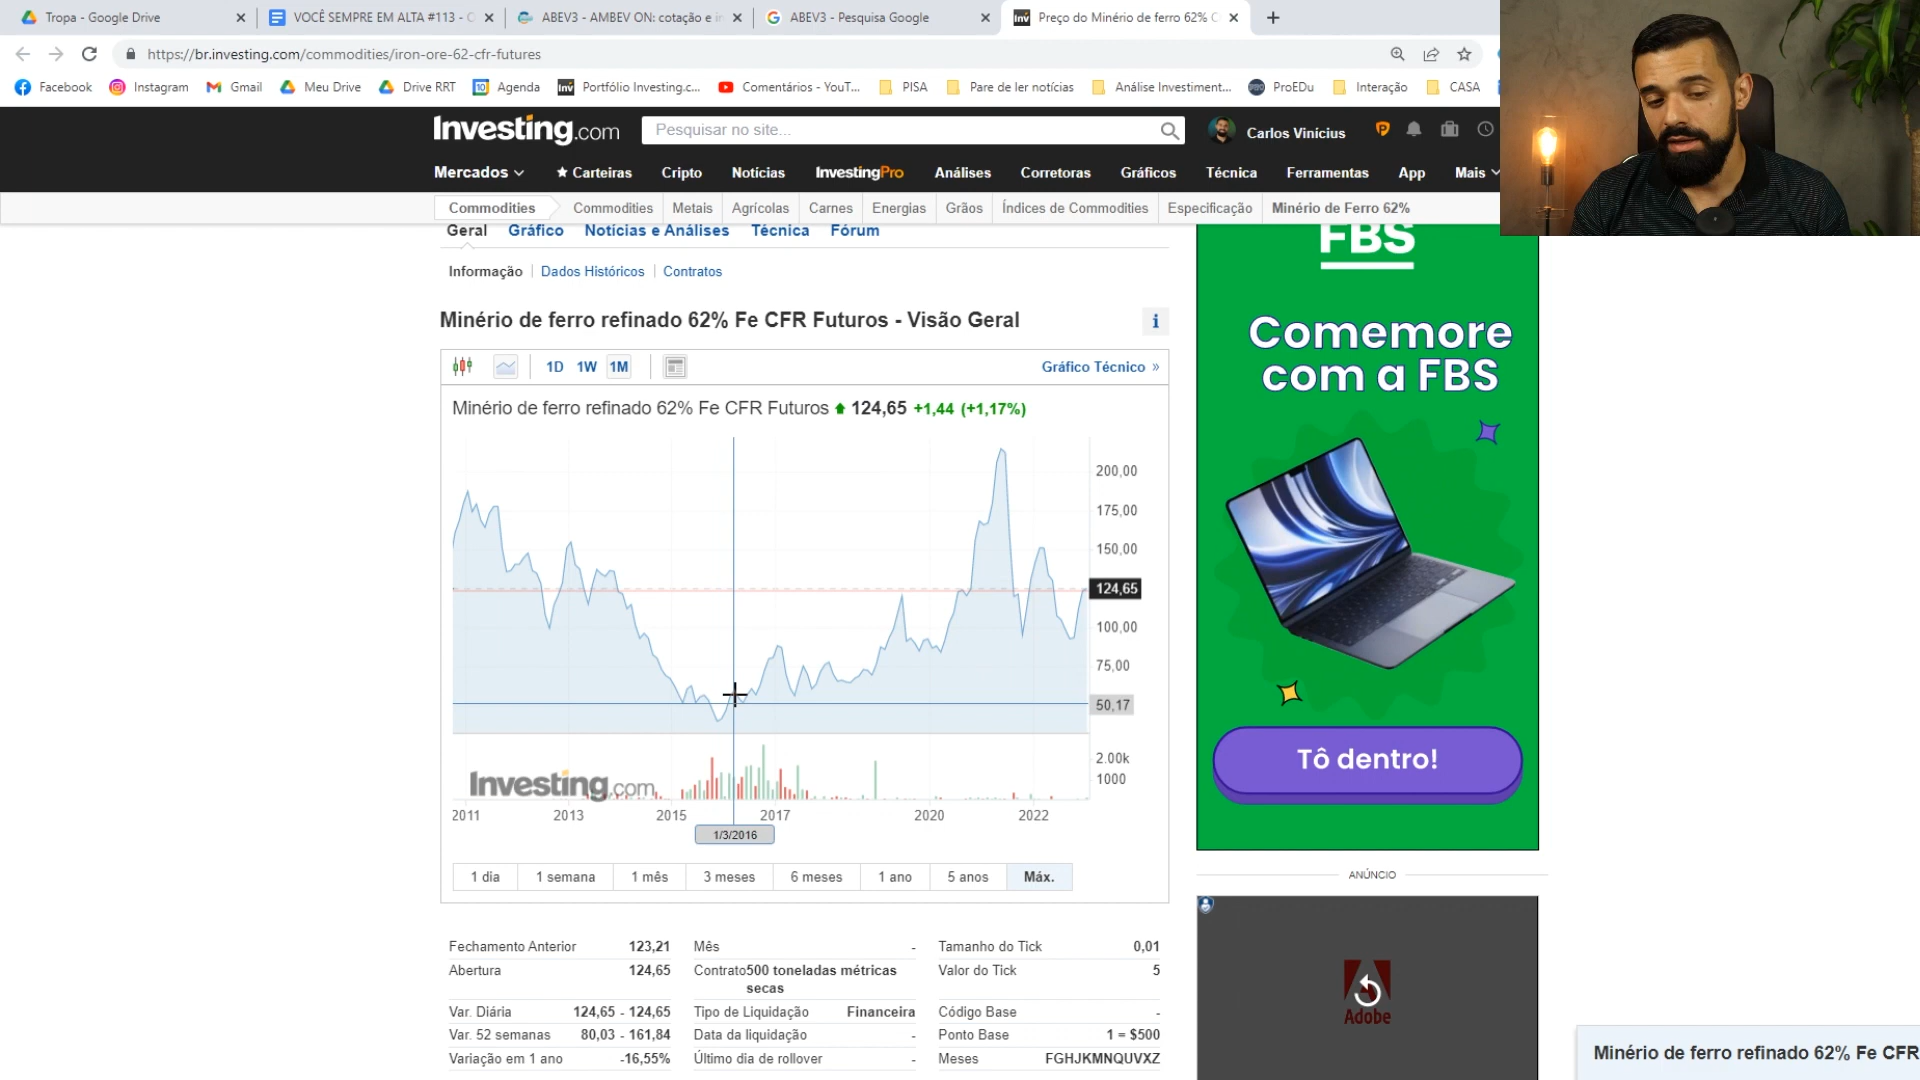 Tropa - Google Drive
VOCÊ SEMPRE EM ALTA #113 - C
ABEV3 - AMBEV ON: cotação e in
ABEV3 - Pesquisa Google
Preço do Minério de ferro 62% C
https://br.investing.com/commodities/iron-ore-62-cfr-futures
Facebook
Instagram
Gmail
Meu Drive
Drive RRT
Agenda
Portfólio Investing.c...
Comentários - YouT...
PISA
Pare de ler notícias
Análise Investiment...
ProEdu
Interação
CASA
Investing.com
Pesquisar no site...
Carlos Vinícius
Mercados
Carteiras
Cripto
Notícias
InvestingPro
Análises
Corretoras
Gráficos
Técnica
Ferramentas
App
Mais
Commodities
Commodities
Metais
Agrícolas
Carnes
Energias
Grãos
Índices de Commodities
Especificação
Minério de Ferro 62%
Geral
Gráfico
Notícias e Análises
Técnica
Fórum
Informação
Dados Históricos
Contratos
Minério de ferro refinado 62% Fe CFR Futuros - Visão Geral
1D
1W
1M
Gráfico Técnico »
Minério de ferro refinado 62% Fe CFR Futuros 124,65 +1,44 (+1,17%)
200,00
175,00
150,00
124,65
100,00
75,00
50,17
2.00k
1000
Investing.com
2011
2013
2015
2017
2020
2022
1/3/2016
1 dia
1 semana
1 mês
3 meses
6 meses
1 ano
5 anos
Máx.
Fechamento Anterior 123,21
Mês -
Tamanho do Tick 0,01
Abertura 124,65
Contrato 500 toneladas métricas
secas
Valor do Tick 5
Var. Diária 124,65 - 124,65
Tipo de Liquidação Financeira
Código Base -
Var. 52 semanas 80,03 - 161,84
Data da liquidação -
Ponto Base 1 = $500
Variação em 1 ano -16,55%
Último dia de rollover -
Meses FGHJKMNQUVXZ
FBS
Comemore
com a FBS
Tô dentro!
ANÚNCIO
Adobe
Minério de ferro refinado 62% Fe CFR